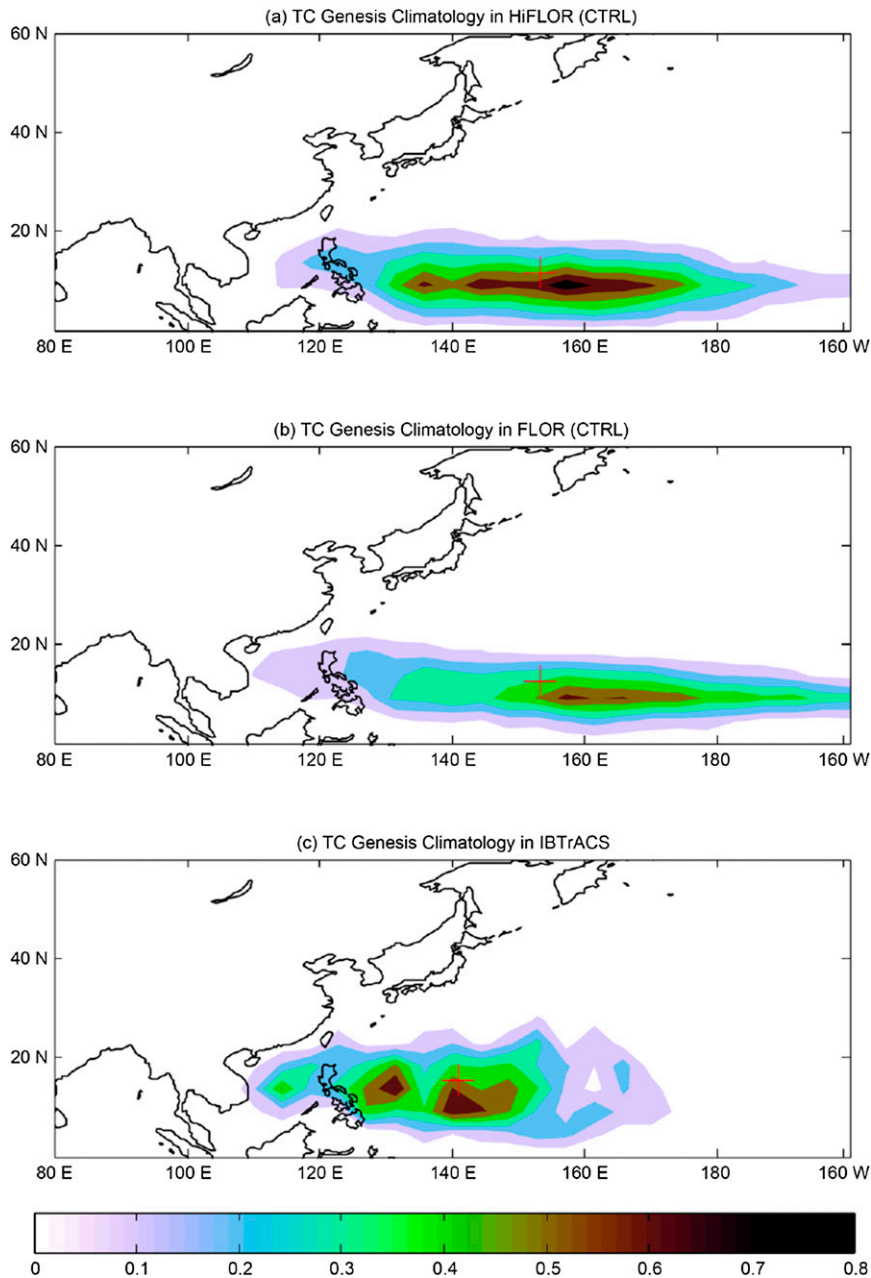 (a) TC Genesis Climatology in HiFLOR (CTRL)
60 N
40 N
20 N
80 E 100 E 120 E 140 E 160 E 180 160 W
(b) TC Genesis Climatology in FLOR (CTRL)
60 N
40 N
20 N
80 E 100 E 120 E 140 E 160 E 180 160 W
(c) TC Genesis Climatology in IBTrACS
60 N
40 N
20 N
80 E 100 E 120 E 140 E 160 E 180 160 W
0 0.1 0.2 0.3 0.4 0.5 0.6 0.7 0.8